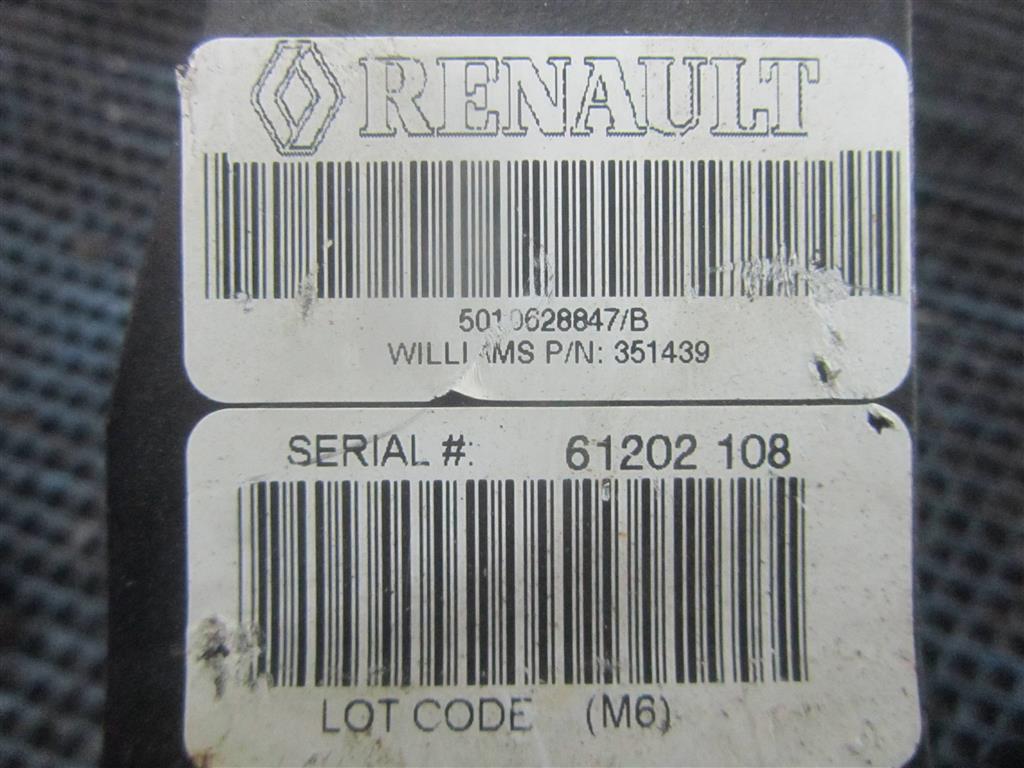 RENAULT
5010628847/B
WILLIAMS P/N: 351439
SERIAL #: 61202 108
LOT CODE (M6)